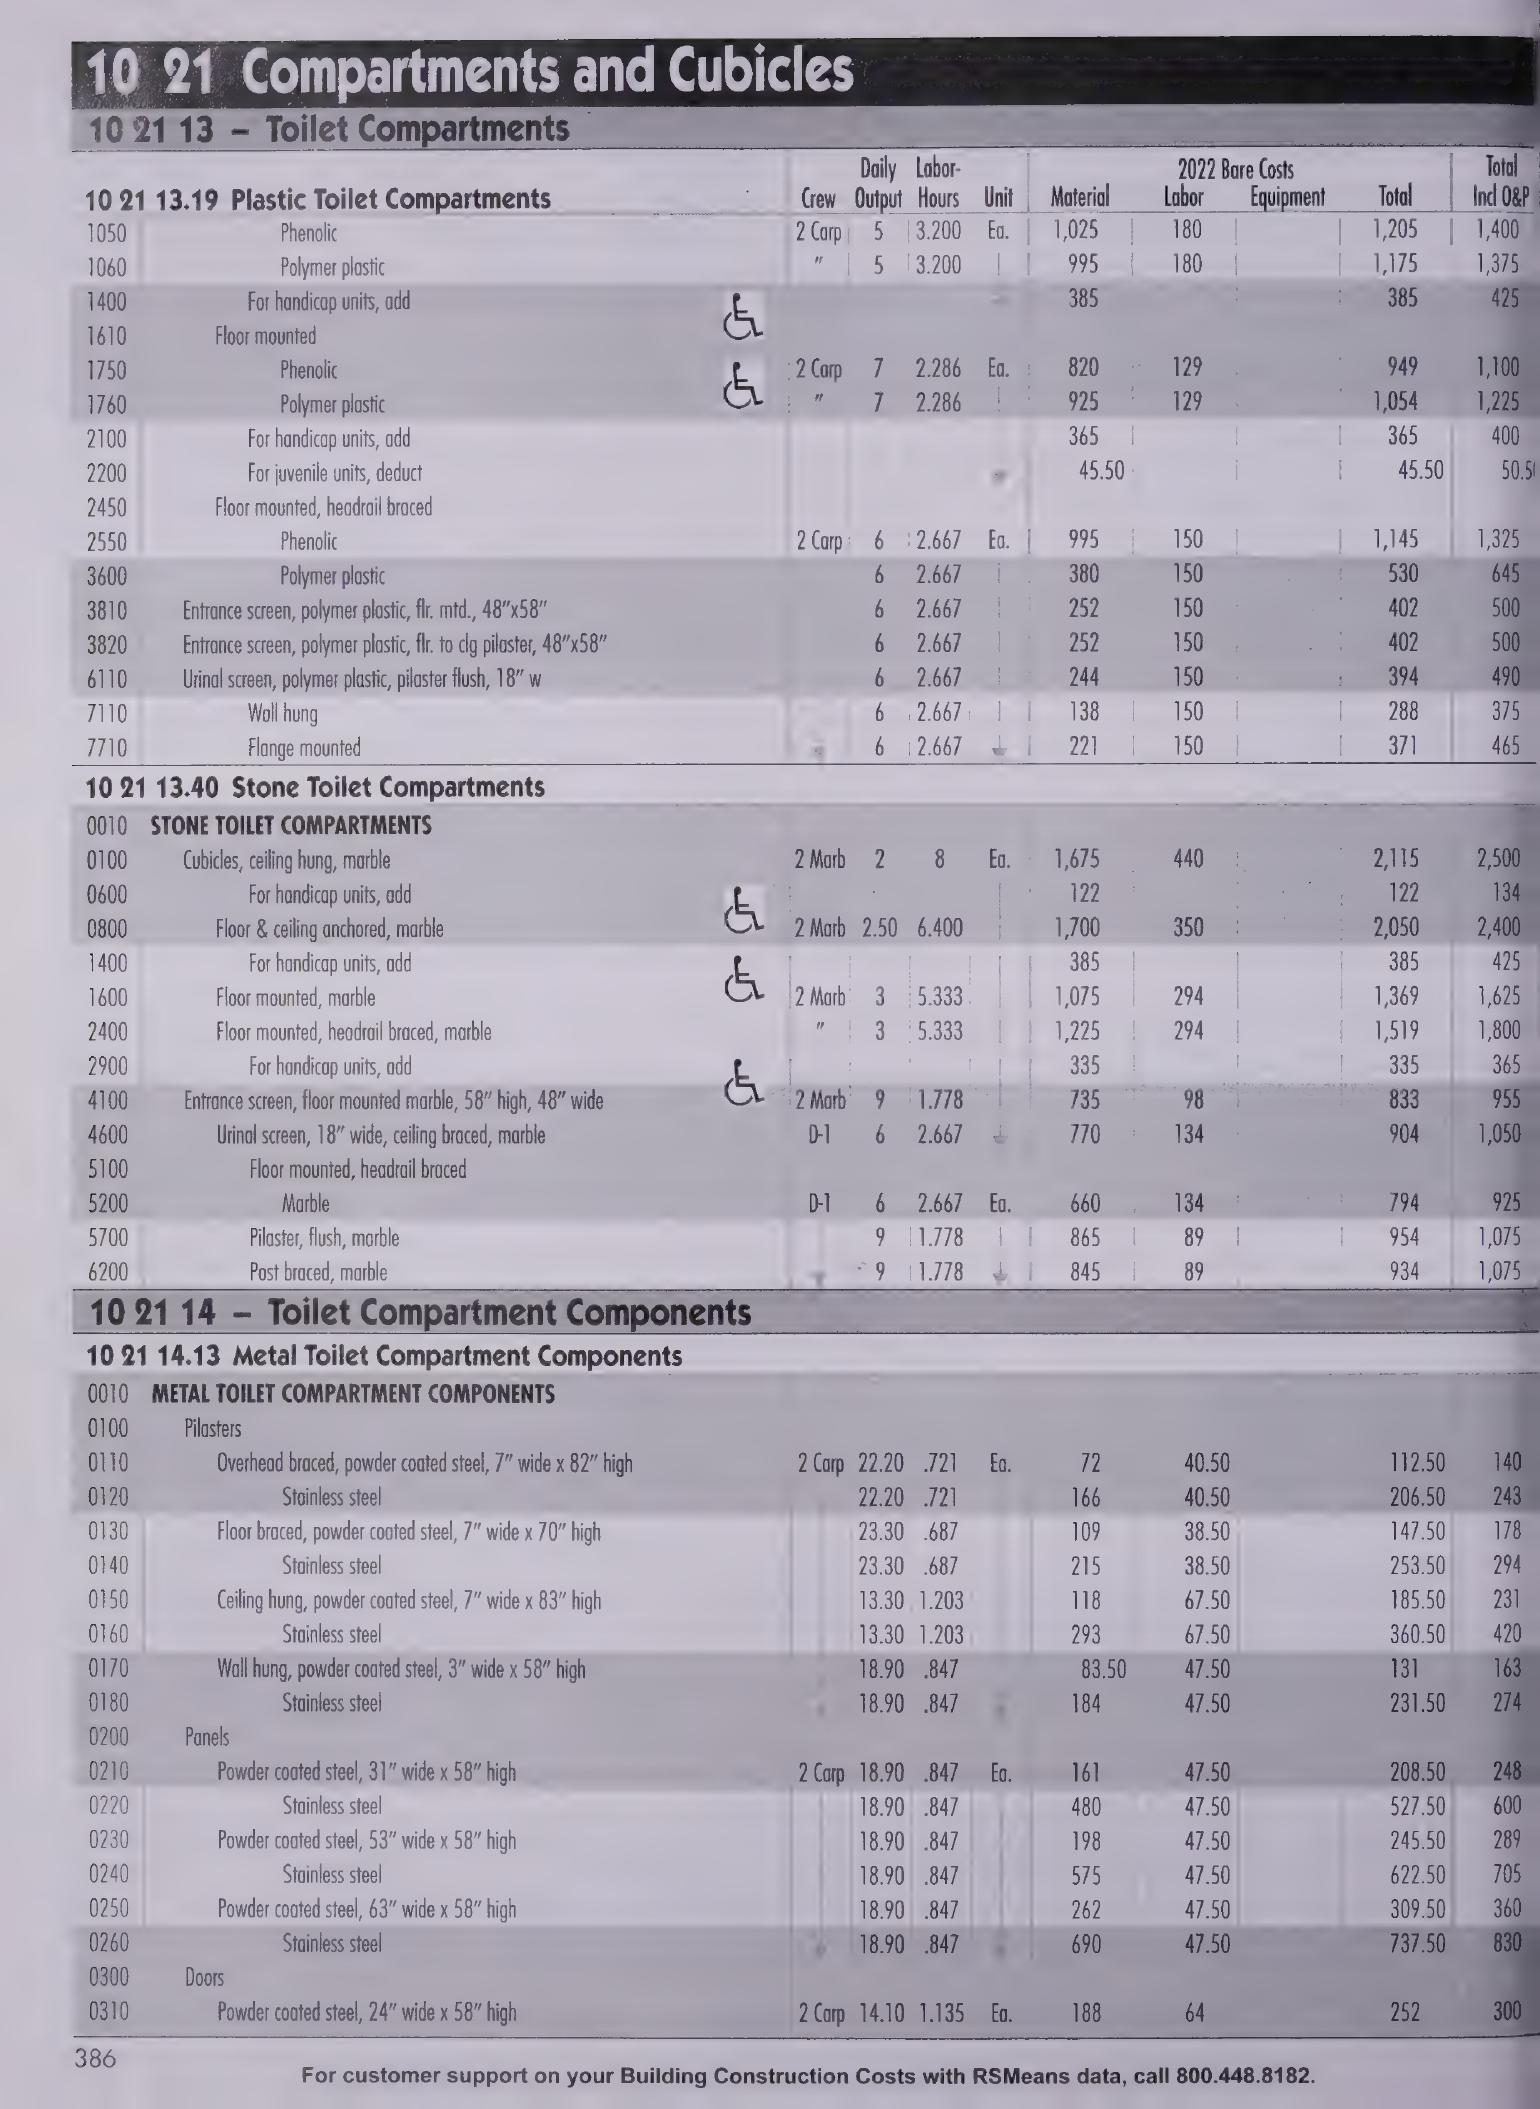 10 21 Compartments and Cubicles
10 21 13 – Toilet Compartments
10 21 13.19 Plastic Toilet Compartments Crew Daily Output Labor-Hours Unit Material Labor Equipment Total Total Incl O&P
2022 Bare Costs
1050 Phenolic 2 Carp 5 3.200 Ea. 1,025 180 1,205 1,400
1060 Polymer plastic " 5 3.200 995 180 1,175 1,375
1400 For handicap units, add 385 385 425
1610 Floor mounted
1750 Phenolic 2 Carp 7 2.286 Ea. 820 129 949 1,100
1760 Polymer plastic " 7 2.286 925 129 1,054 1,225
2100 For handicap units, add 365 365 400
2200 For juvenile units, deduct 45.50 45.50 50.5
2450 Floor mounted, headrail braced
2550 Phenolic 2 Carp 6 2.667 Ea. 995 150 1,145 1,325
3600 Polymer plastic 6 2.667 380 150 530 645
3810 Entrance screen, polymer plastic, flr. mtd., 48"x58" 6 2.667 252 150 402 500
3820 Entrance screen, polymer plastic, flr. to clg pilaster, 48"x58" 6 2.667 252 150 402 500
6110 Urinal screen, polymer plastic, pilaster flush, 18" w 6 2.667 244 150 394 490
7110 Wall hung 6 2.667 138 150 288 375
7710 Flange mounted 6 2.667 221 150 371 465
10 21 13.40 Stone Toilet Compartments
0010 STONE TOILET COMPARTMENTS
0100 Cubicles, ceiling hung, marble 2 Marb 2 8 Ea. 1,675 440 2,115 2,500
0600 For handicap units, add 122 122 134
0800 Floor & ceiling anchored, marble 2 Marb 2.50 6.400 1,700 350 2,050 2,400
1400 For handicap units, add 385 385 425
1600 Floor mounted, marble 2 Marb 3 5.333 1,075 294 1,369 1,625
2400 Floor mounted, headrail braced, marble " 3 5.333 1,225 294 1,519 1,800
2900 For handicap units, add 335 335 365
4100 Entrance screen, floor mounted marble, 58" high, 48" wide 2 Marb 9 1.778 735 98 833 955
4600 Urinal screen, 18" wide, ceiling braced, marble D-1 6 2.667 770 134 904 1,050
5100 Floor mounted, headrail braced
5200 Marble D-1 6 2.667 Ea. 660 134 794 925
5700 Pilaster, flush, marble 9 1.778 865 89 954 1,075
6200 Post braced, marble 9 1.778 845 89 934 1,075
10 21 14 – Toilet Compartment Components
10 21 14.13 Metal Toilet Compartment Components
0010 METAL TOILET COMPARTMENT COMPONENTS
0100 Pilasters
0110 Overhead braced, powder coated steel, 7" wide x 82" high 2 Carp 22.20 .721 Ea. 72 40.50 112.50 140
0120 Stainless steel 22.20 .721 166 40.50 206.50 243
0130 Floor braced, powder coated steel, 7" wide x 70" high 23.30 .687 109 38.50 147.50 178
0140 Stainless steel 23.30 .687 215 38.50 253.50 294
0150 Ceiling hung, powder coated steel, 7" wide x 83" high 13.30 1.203 118 67.50 185.50 231
0160 Stainless steel 13.30 1.203 293 67.50 360.50 420
0170 Wall hung, powder coated steel, 3" wide x 58" high 18.90 .847 83.50 47.50 131 163
0180 Stainless steel 18.90 .847 184 47.50 231.50 274
0200 Panels
0210 Powder coated steel, 31" wide x 58" high 2 Carp 18.90 .847 Ea. 161 47.50 208.50 248
0220 Stainless steel 18.90 .847 480 47.50 527.50 600
0230 Powder coated steel, 53" wide x 58" high 18.90 .847 198 47.50 245.50 289
0240 Stainless steel 18.90 .847 575 47.50 622.50 705
0250 Powder coated steel, 63" wide x 58" high 18.90 .847 262 47.50 309.50 360
0260 Stainless steel 18.90 .847 690 47.50 737.50 830
0300 Doors
0310 Powder coated steel, 24" wide x 58" high 2 Carp 14.10 1.135 Ea. 188 64 252 300
386
For customer support on your Building Construction Costs with RSMeans data, call 800.448.8182.